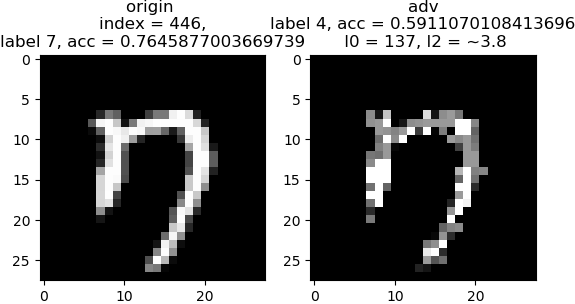 origin
index = 446,
label 7, acc = 0.7645877003669739
adv
label 4, acc = 0.5911070108413696
l0 = 137, l2 = ~3.8
0
5
10
15
20
25
0 10 20
0
5
10
15
20
25
0 10 20